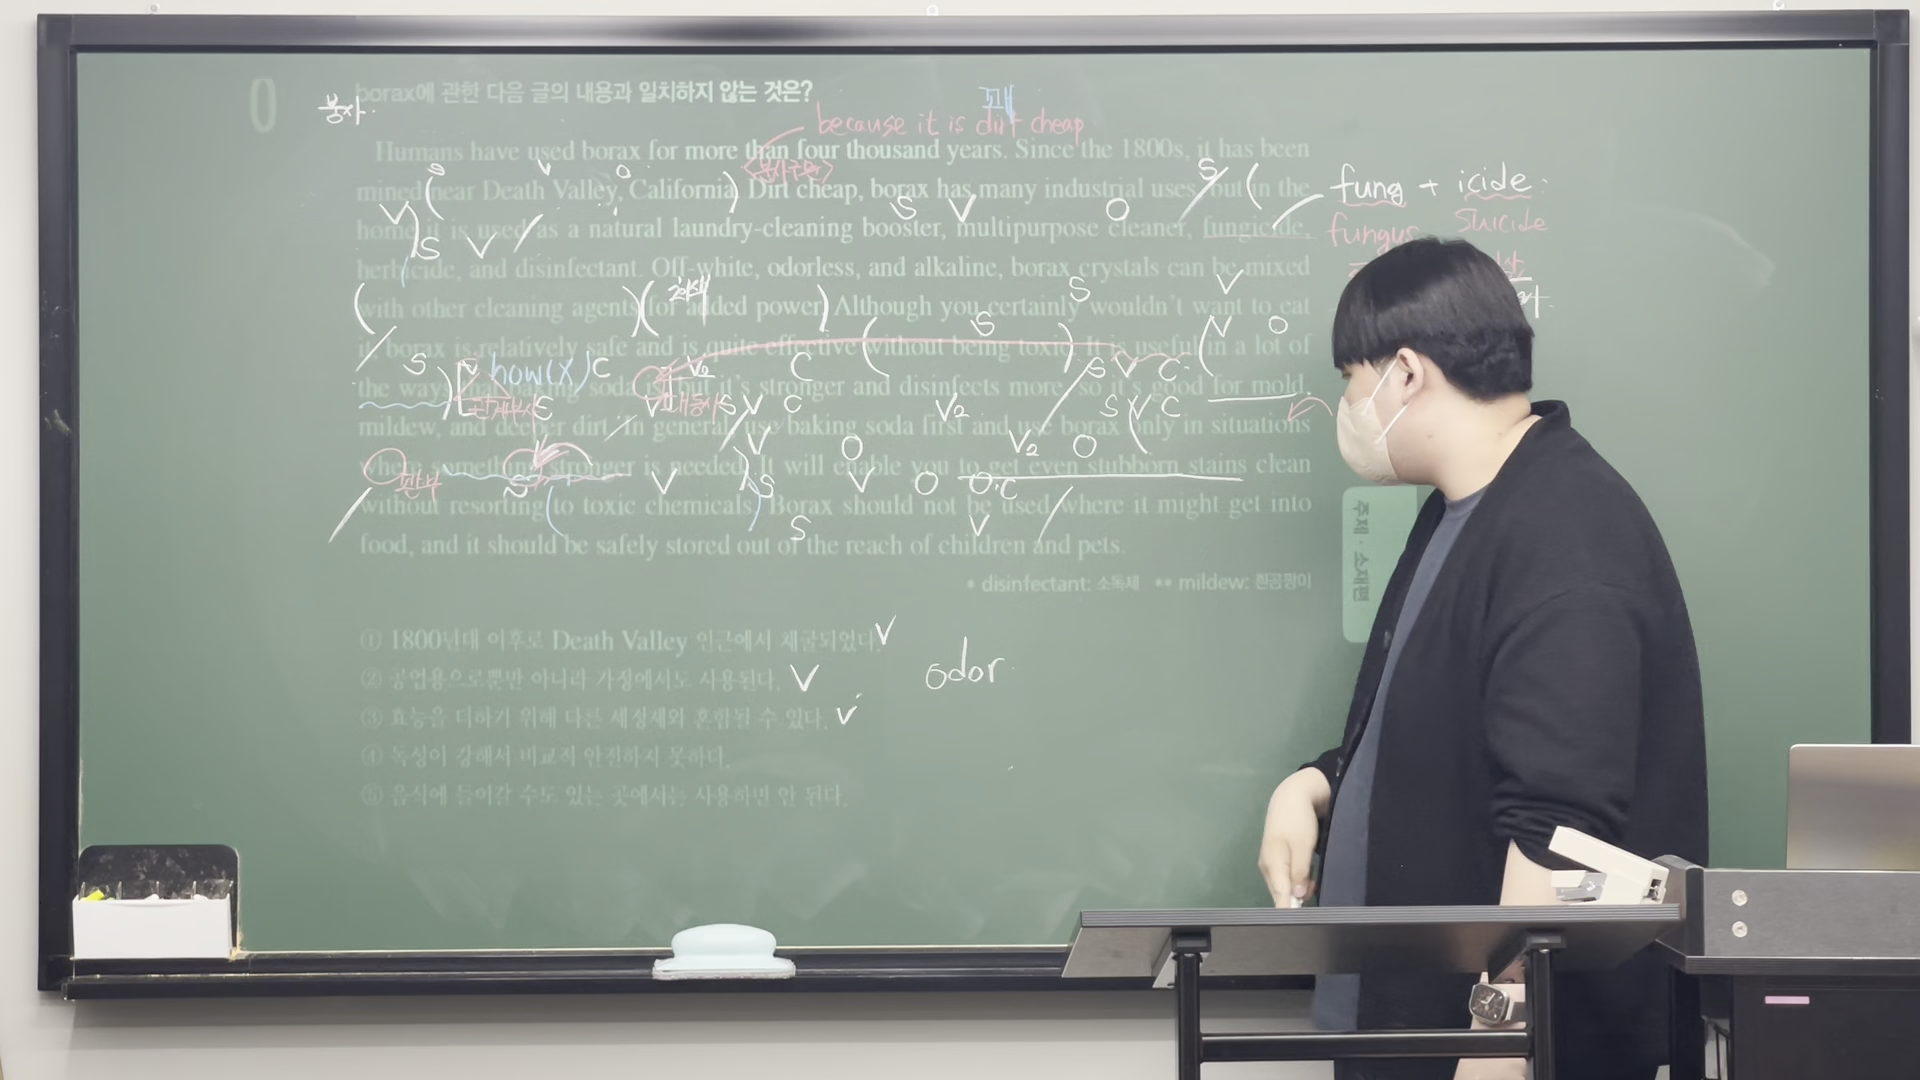 0
borax에 관한 다음 글의 내용과 일치하지 않는 것은?
붕사
because it is dirt cheap
Humans have used borax for more than four thousand years. Since the 1800s, it has been
mined near Death Valley, California. Dirt cheap, borax has many industrial uses, but in the
home it is used as a natural laundry-cleaning booster, multipurpose cleaner, fungicide,
herbicide, and disinfectant. Off-white, odorless, and alkaline, borax crystals can be mixed
with other cleaning agents for added power. Although you certainly wouldn't want to eat
it, borax is relatively safe and is quite effective without being toxic. It is useful in a lot of
the ways that baking soda is, but it's stronger and disinfects more, so it's good for mold,
mildew, and deeper dirt. In general, use baking soda first and use borax only in situations
where something stronger is needed. It will enable you to get even stubborn stains clean
without resorting to toxic chemicals. Borax should not be used where it might get into
food, and it should be safely stored out of the reach of children and pets.
* disinfectant: 소독제 ** mildew: 흰곰팡이
① 1800년대 이후로 Death Valley 인근에서 채굴되었다.
② 공업용으로뿐만 아니라 가정에서도 사용된다.
③ 효능을 더하기 위해 다른 세정제와 혼합될 수 있다.
④ 독성이 강해서 비교적 안전하지 못하다.
⑤ 음식에 들어갈 수도 있는 곳에서는 사용하면 안 된다.
how(X)
관계부사
대동사
odor
fung + icide
fungus suicide
주제·소재편